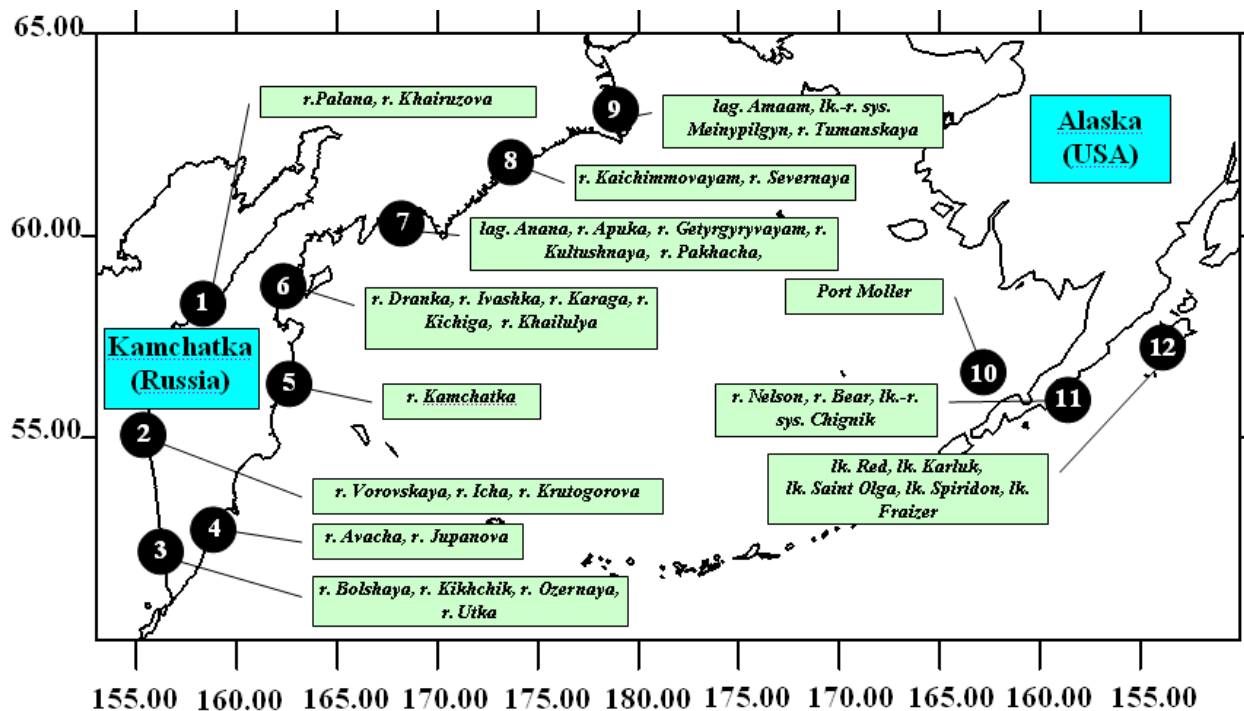 65.00
60.00
55.00
r.Palana, r. Khairuzova
lag. Amaam, lk.-r. sys.
Meinypilgyn, r. Tumanskaya
Alaska
(USA)
r. Kaichimmovayam, r. Severnaya
lag. Anana, r. Apuka, r. Getyrgyryvayam, r.
Kultushnaya, r. Pakhacha,
r. Dranka, r. Ivashka, r. Karaga, r.
Kichiga, r. Khailulya
Port Moller
Kamchatka
(Russia)
r. Kamchatka
r. Nelson, r. Bear, lk.-r.
sys. Chignik
lk. Red, lk. Karluk,
lk. Saint Olga, lk. Spiridon, lk.
Fraizer
r. Vorovskaya, r. Icha, r. Krutogorova
r. Avacha, r. Jupanova
r. Bolshaya, r. Kikhchik, r. Ozernaya,
r. Utka
1
2
3
4
5
6
7
8
9
10
11
12
155.00 160.00 165.00 170.00 175.00 180.00 175.00 170.00 165.00 160.00 155.00